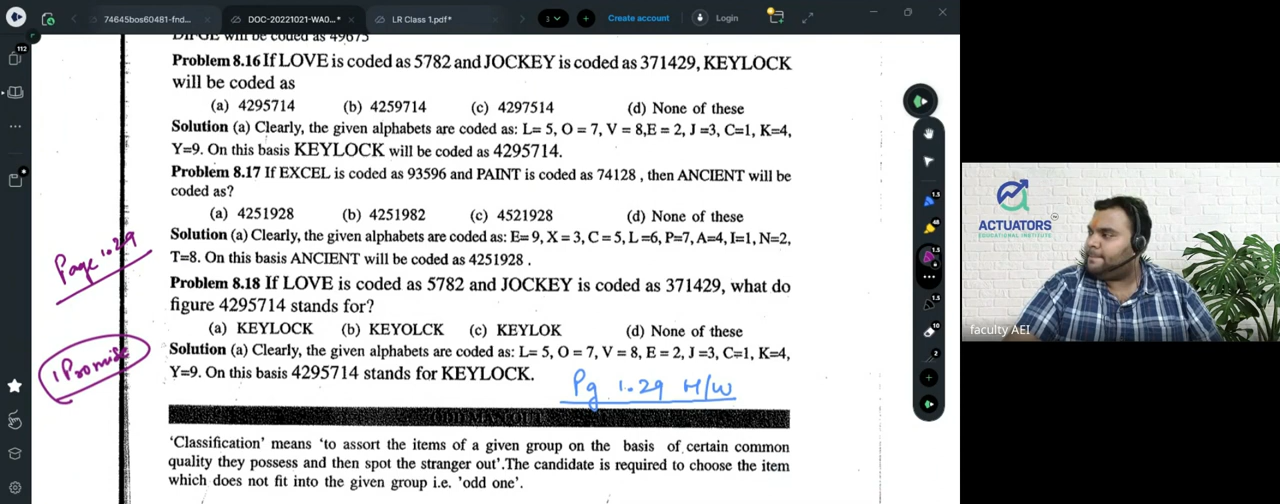 74645bos60481-fnd...
DOC-20221021-WA0...*
LR Class 1.pdf*
3
Create account
Login
112
DIFGE will be coded as 49675
Problem 8.16 If LOVE is coded as 5782 and JOCKEY is coded as 371429, KEYLOCK
will be coded as
(a) 4295714 (b) 4259714 (c) 4297514 (d) None of these
Solution (a) Clearly, the given alphabets are coded as: L= 5, O = 7, V = 8,E = 2, J =3, C=1, K=4,
Y=9. On this basis KEYLOCK will be coded as 4295714.
Problem 8.17 If EXCEL is coded as 93596 and PAINT is coded as 74128 , then ANCIENT will be
coded as?
(a) 4251928 (b) 4251982 (c) 4521928 (d) None of these
Solution (a) Clearly, the given alphabets are coded as: E= 9, X = 3, C = 5, L =6, P=7, A=4, I=1, N=2,
T=8. On this basis ANCIENT will be coded as 4251928 .
Problem 8.18 If LOVE is coded as 5782 and JOCKEY is coded as 371429, what do
figure 4295714 stands for?
(a) KEYLOCK (b) KEYOLCK (c) KEYLOK (d) None of these
Solution (a) Clearly, the given alphabets are coded as: L= 5, O = 7, V = 8, E = 2, J =3, C=1, K=4,
Y=9. On this basis 4295714 stands for KEYLOCK.
Page 1.29
1 Promise
Pg 1.29 H/W
ODD MAN OUT
'Classification' means 'to assort the items of a given group on the basis of certain common
quality they possess and then spot the stranger out'.The candidate is required to choose the item
which does not fit into the given group i.e. 'odd one'.
1.5
48
1.5
1.5
10
2
ACTUATORS
EDUCATIONAL INSTITUTE
TM
faculty AEI